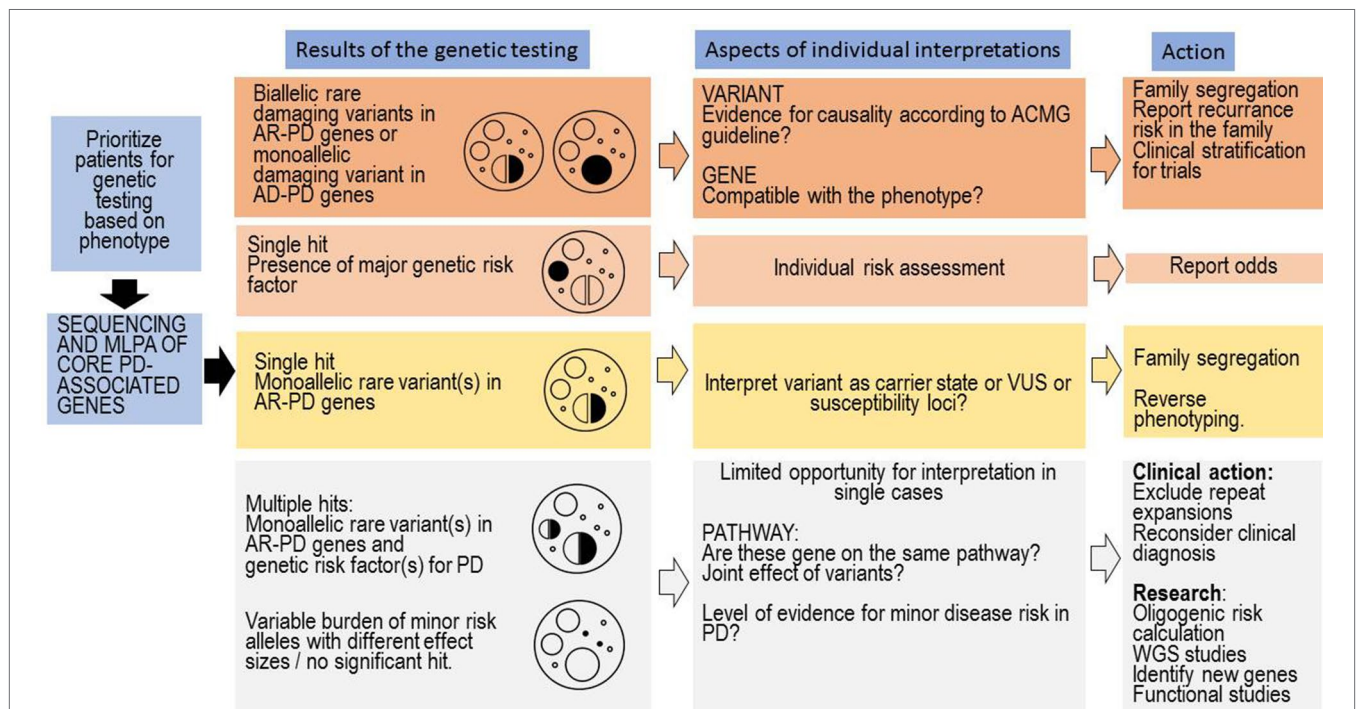 Results of the genetic testing
Aspects of individual interpretations
Action
Prioritize
patients for
genetic
testing
based on
phenotype
SEQUENCING
AND MLPA OF
CORE PD-
ASSOCIATED
GENES
Biallelic rare
damaging variants in
AR-PD genes or
monoallelic
damaging variant in
AD-PD genes
VARIANT
Evidence for causality according to ACMG
guideline?
GENE
Compatible with the phenotype?
Family segregation
Report recurrance
risk in the family
Clinical stratification
for trials
Single hit
Presence of major genetic risk
factor
Individual risk assessment
Report odds
Single hit
Monoallelic rare variant(s) in
AR-PD genes
Interpret variant as carrier state or VUS or
susceptibility loci?
Family segregation
Reverse
phenotyping.
Multiple hits:
Monoallelic rare variant(s) in
AR-PD genes and
genetic risk factor(s) for PD
Variable burden of minor risk
alleles with different effect
sizes / no significant hit.
Limited opportunity for interpretation in
single cases
PATHWAY:
Are these gene on the same pathway?
Joint effect of variants?
Level of evidence for minor disease risk in
PD?
Clinical action:
Exclude repeat
expansions
Reconsider clinical
diagnosis
Research:
Oligogenic risk
calculation
WGS studies
Identify new genes
Functional studies